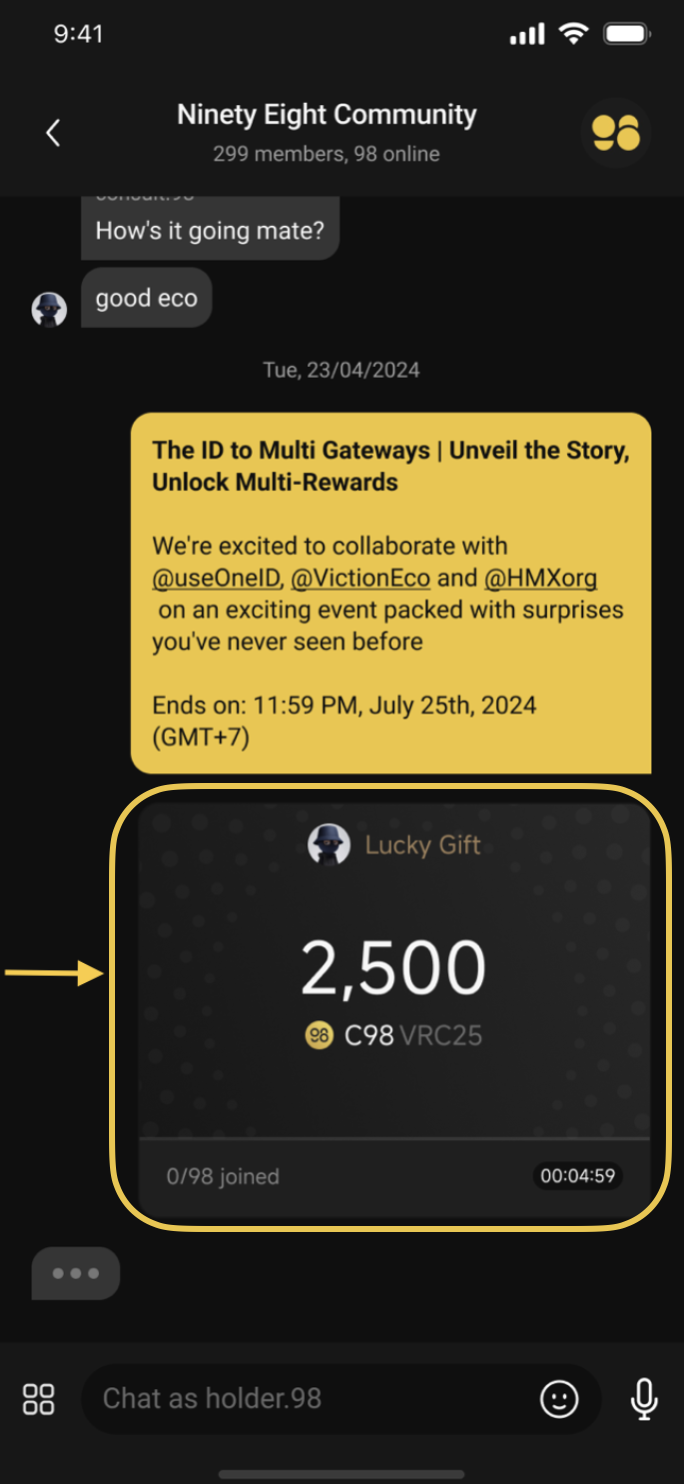 9:41
Ninety Eight Community
299 members, 98 online
How's it going mate?
good eco
Tue, 23/04/2024
The ID to Multi Gateways | Unveil the Story,
Unlock Multi-Rewards
We're excited to collaborate with
@useOneID, @VictionEco and @HMXorg
on an exciting event packed with surprises
you've never seen before
Ends on: 11:59 PM, July 25th, 2024
(GMT+7)
Lucky Gift
2,500
98 C98 VRC25
0/98 joined
00:04:59
Chat as holder.98